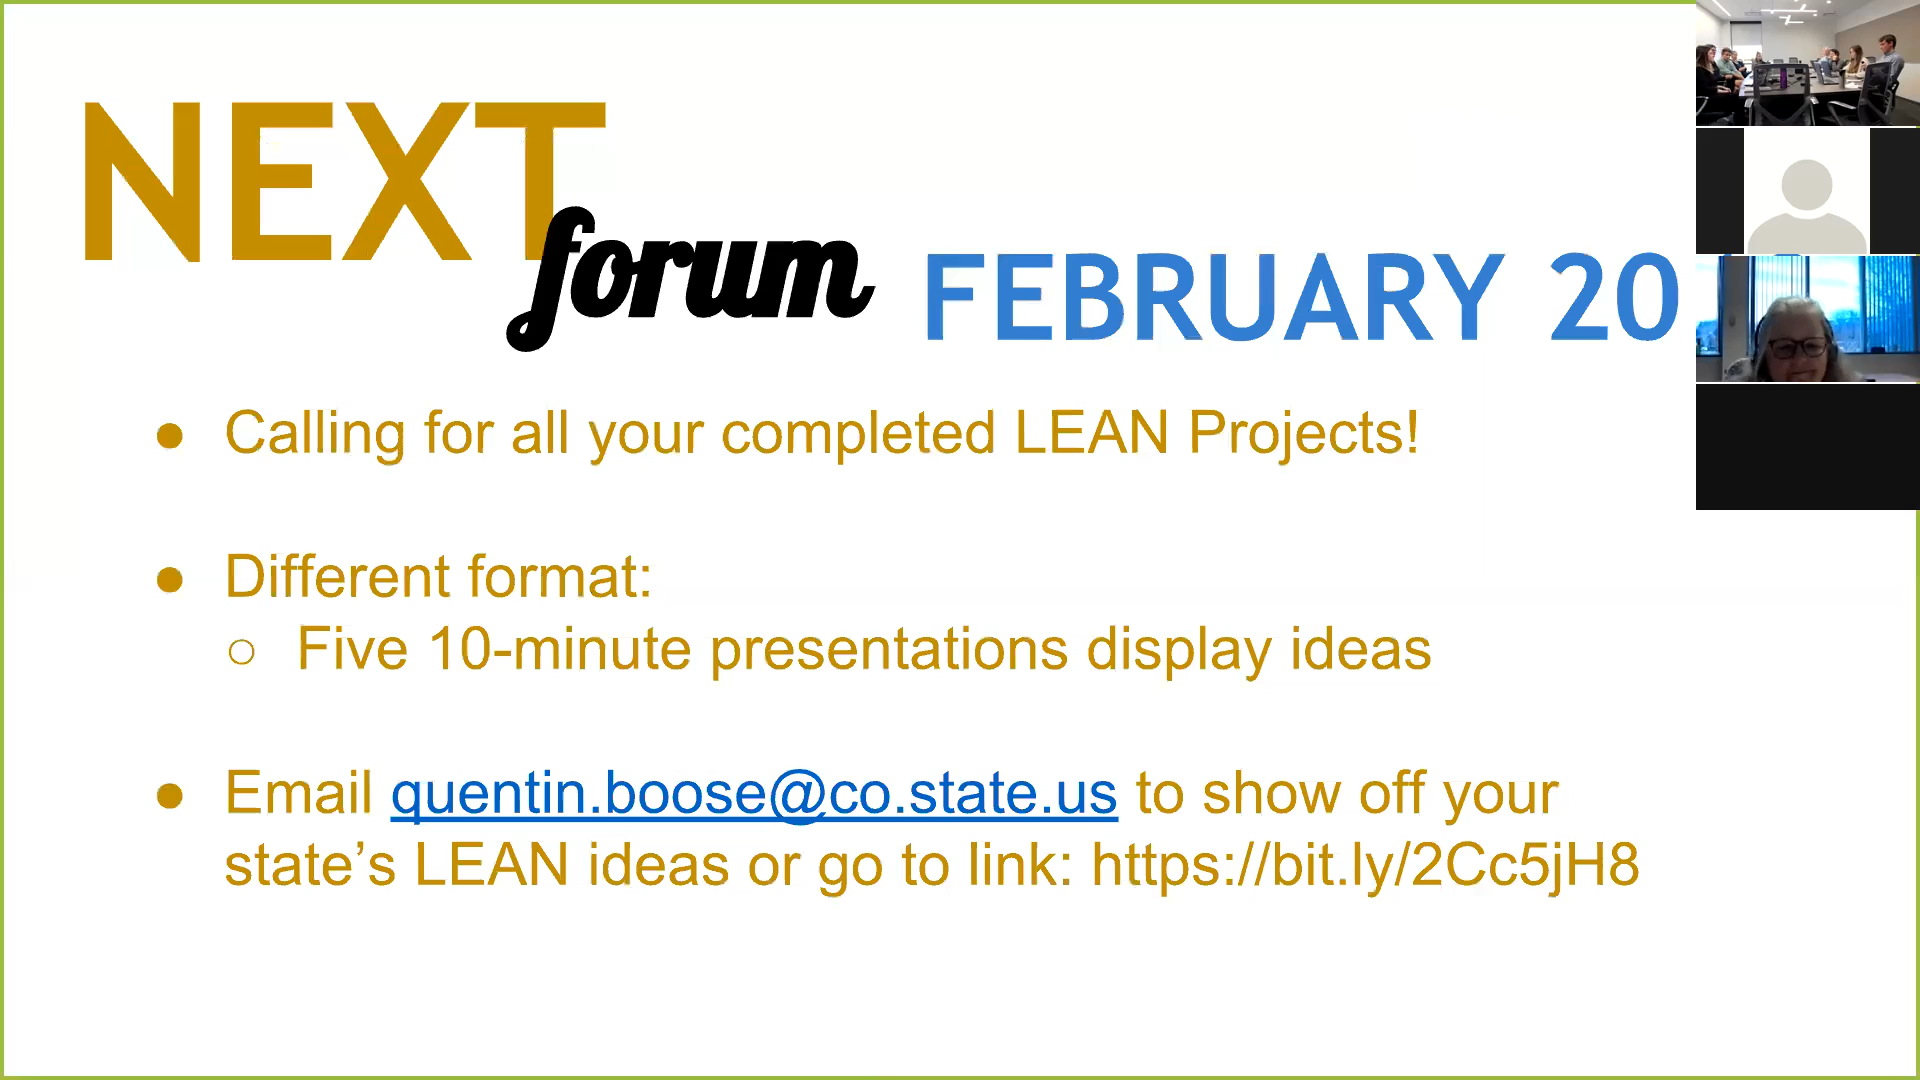 NEXT
forum
FEBRUARY 20
● Calling for all your completed LEAN Projects!
● Different format:
○ Five 10-minute presentations display ideas
● Email quentin.boose@co.state.us to show off your
state’s LEAN ideas or go to link: https://bit.ly/2Cc5jH8